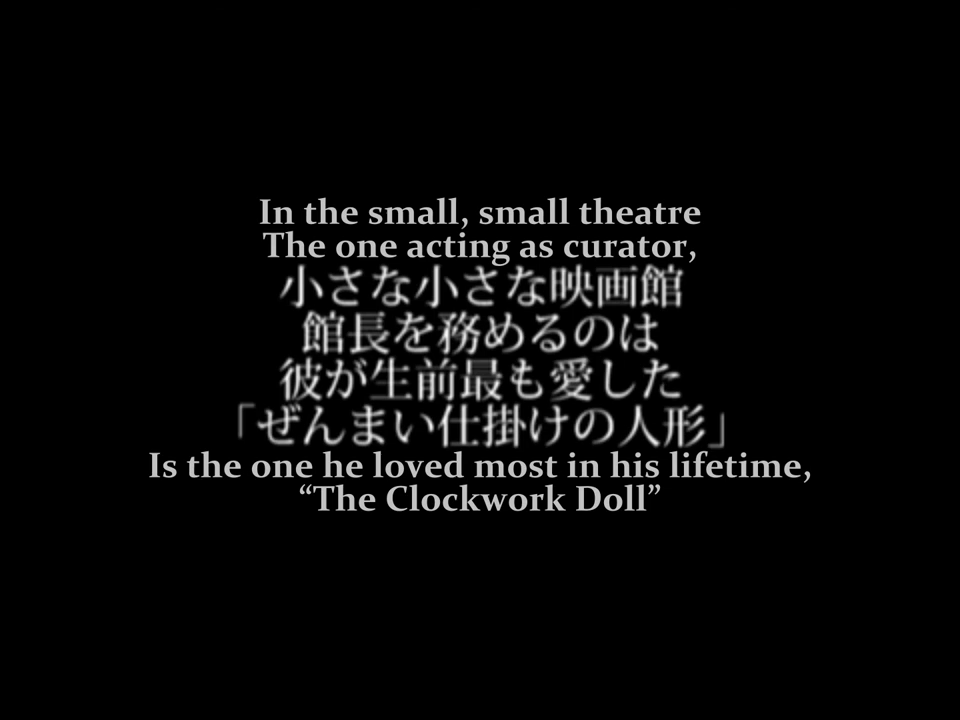 In the small, small theatre
The one acting as curator,
小さな小さな映画館
館長を務めるのは
彼が生前最も愛した
「ぜんまい仕掛けの人形」
Is the one he loved most in his lifetime,
“The Clockwork Doll”